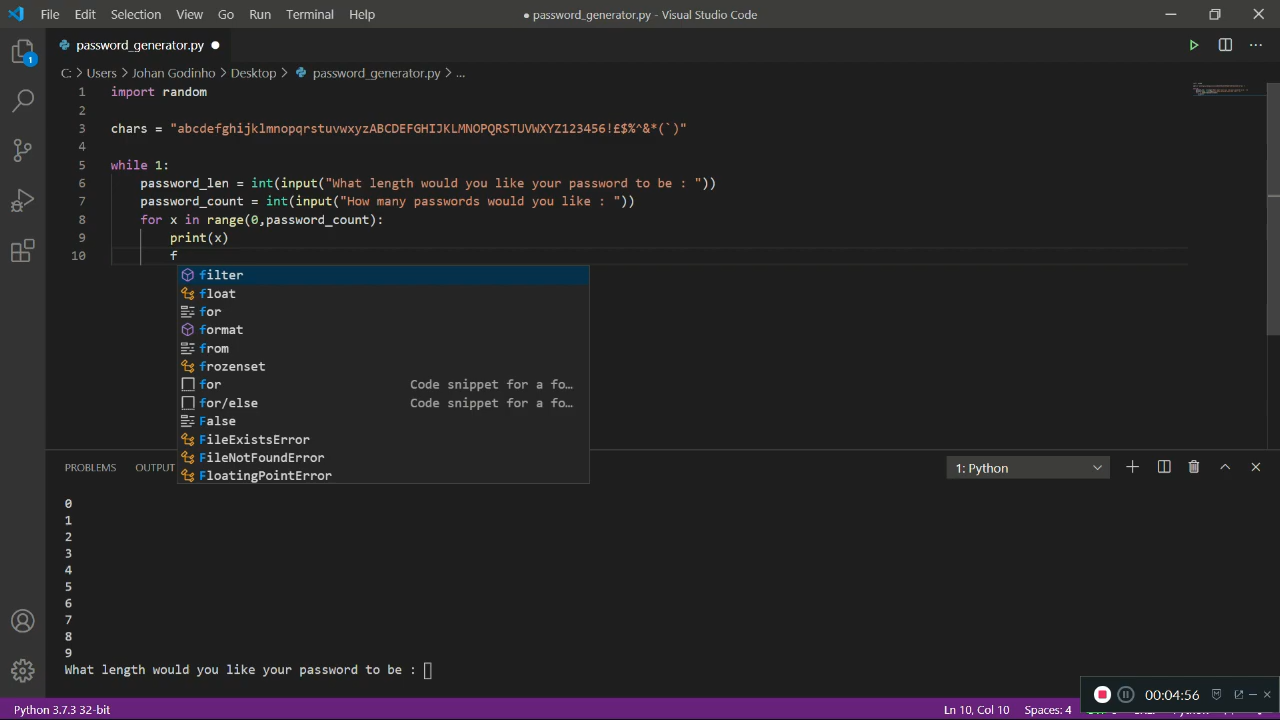 File Edit Selection View Go Run Terminal Help
● password_generator.py - Visual Studio Code
password_generator.py ●
C: > Users > Johan Godinho > Desktop > password_generator.py > ...
1 import random
2
3 chars = "abcdefghijklmnopqrstuvwxyzABCDEFGHIJKLMNOPQRSTUVWXYZ123456!£$%^&*(`)"
4
5 while 1:
6 password_len = int(input("What length would you like your password to be : "))
7 password_count = int(input("How many passwords would you like : "))
8 for x in range(0,password_count):
9 print(x)
10 f
filter
float
for
format
from
frozenset
for Code snippet for a fo…
for/else Code snippet for a fo…
False
FileExistsError
FileNotFoundError
FloatingPointError
PROBLEMS OUTPUT
1: Python
0
1
2
3
4
5
6
7
8
9
What length would you like your password to be :
1
00:04:56
Python 3.7.3 32-bit
Ln 10, Col 10 Spaces: 4